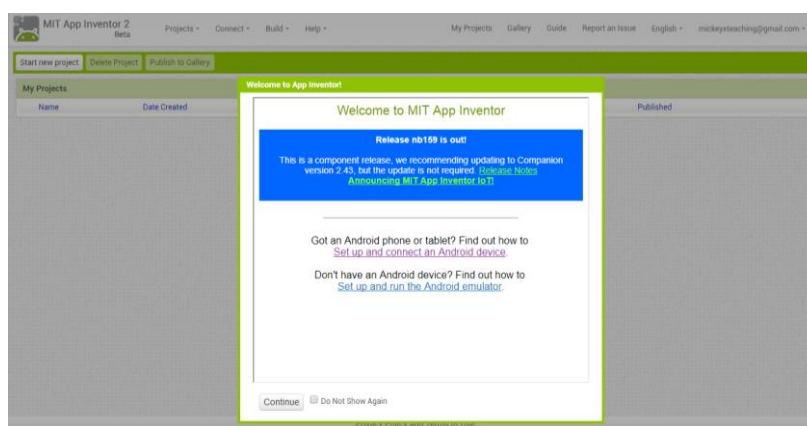 MIT App Inventor 2
Beta
Projects Connect Build Help My Projects Gallery Guide Report an Issue English mickeysteaching@gmail.com
Start new project Delete Project Publish to Gallery
My Projects
Name Date Created Published
Welcome to App Inventor!
Welcome to MIT App Inventor
Release nb159 is out!
This is a component release, we recommending updating to Companion
version 2.43, but the update is not required. Release Notes
Announcing MIT App Inventor IoT!
Got an Android phone or tablet? Find out how to
Set up and connect an Android device.
Don't have an Android device? Find out how to
Set up and run the Android emulator.
Continue Do Not Show Again